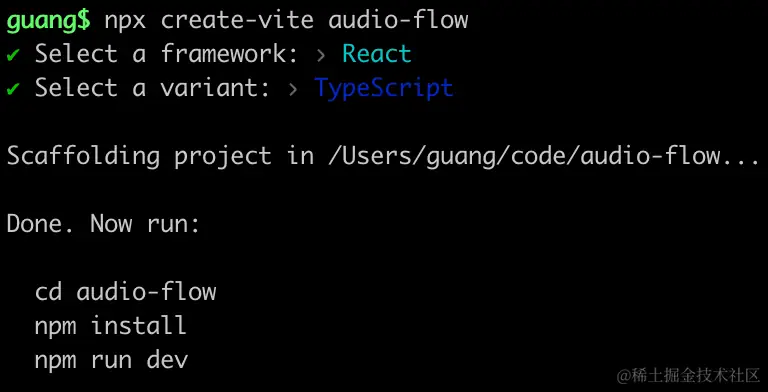 guang$ npx create-vite audio-flow
✔ Select a framework: › React
✔ Select a variant: › TypeScript
Scaffolding project in /Users/guang/code/audio-flow...
Done. Now run:
cd audio-flow
npm install
npm run dev
@稀土掘金技术社区